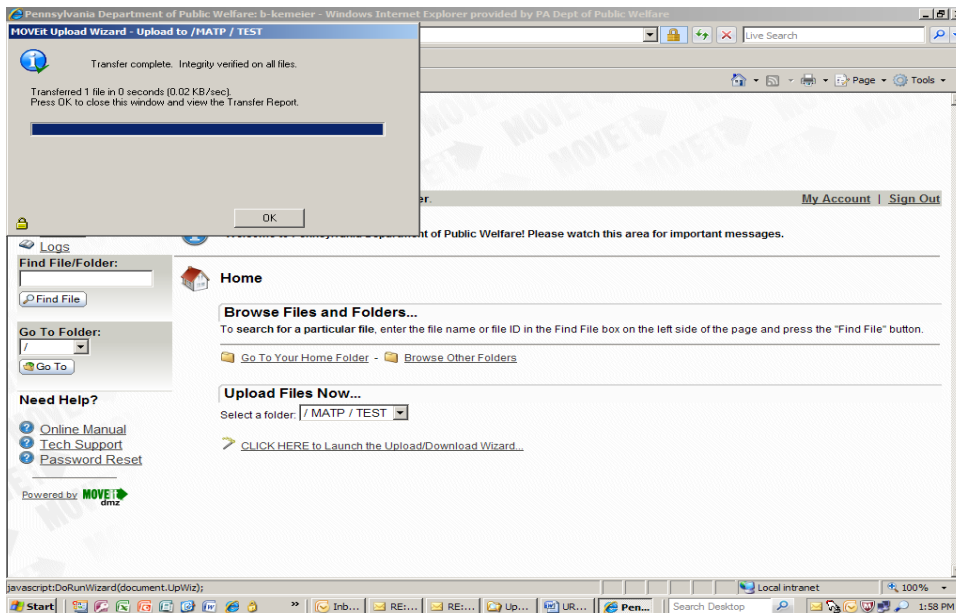 Pennsylvania Department of Public Welfare: b-kemeier - Windows Internet Explorer provided by PA Dept of Public Welfare
MOVEit Upload Wizard - Upload to /MATP / TEST
Live Search
Transfer complete. Integrity verified on all files.
Transferred 1 file in 0 seconds (0.02 KB/sec).
Press OK to close this window and view the Transfer Report.
Page
Tools
OK
er.
My Account | Sign Out
Welcome to Pennsylvania Department of Public Welfare! Please watch this area for important messages.
Logs
Find File/Folder:
Find File
Go To Folder:
/
Go To
Need Help?
Online Manual
Tech Support
Password Reset
Powered by MOVEit dmz
Home
Browse Files and Folders...
To search for a particular file, enter the file name or file ID in the Find File box on the left side of the page and press the "Find File" button.
Go To Your Home Folder - Browse Other Folders
Upload Files Now...
Select a folder: / MATP / TEST
CLICK HERE to Launch the Upload/Download Wizard...
javascript:DoRunWizard(document.UpWiz);
Local intranet
100%
Start
»
Inb...
RE:...
RE:...
Up...
UR...
Pen...
Search Desktop
1:58 PM